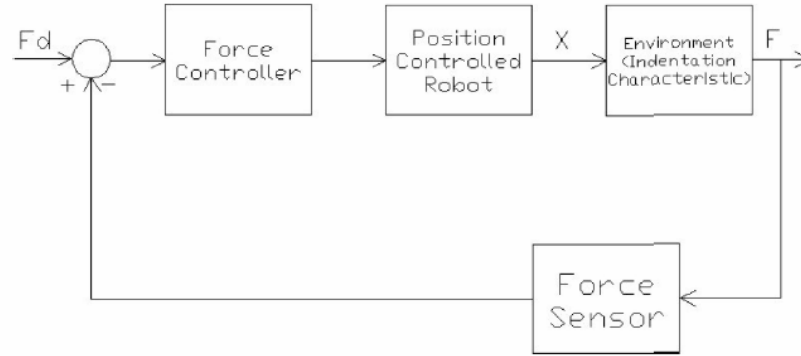 Fd
+ -
Force
Controller
Position
Controlled
Robot
X
Environment
(Indentation
Characteristic)
F
Force
Sensor